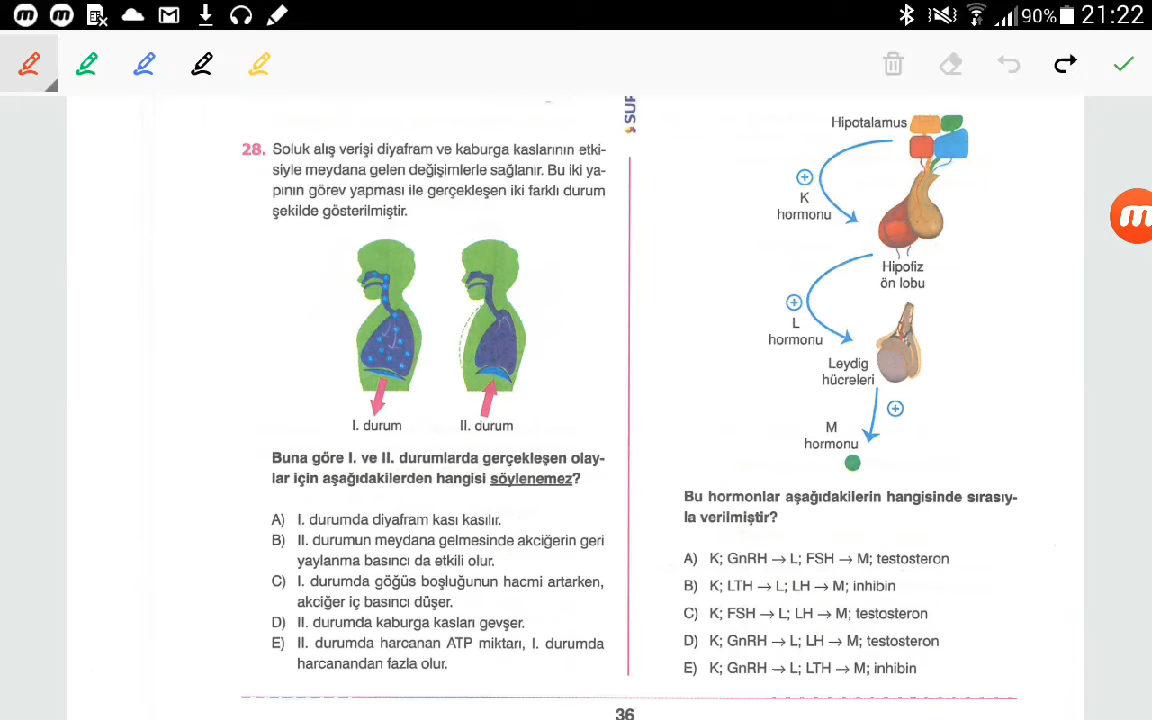 90% 21:22
28. Soluk alış verişi diyafram ve kaburga kaslarının etki-
siyle meydana gelen değişimlerle sağlanır. Bu iki ya-
pının görev yapması ile gerçekleşen iki farklı durum
şekilde gösterilmiştir.
I. durum
II. durum
Buna göre I. ve II. durumlarda gerçekleşen olay-
lar için aşağıdakilerden hangisi söylenemez?
A) I. durumda diyafram kası kasılır.
B) II. durumun meydana gelmesinde akciğerin geri
yaylanma basıncı da etkili olur.
C) I. durumda göğüs boşluğunun hacmi artarken,
akciğer iç basıncı düşer.
D) II. durumda kaburga kasları gevşer.
E) II. durumda harcanan ATP miktarı, I. durumda
harcanandan fazla olur.
Hipotalamus
K
hormonu
Hipofiz
ön lobu
L
hormonu
Leydig
hücreleri
M
hormonu
Bu hormonlar aşağıdakilerin hangisinde sırasıy-
la verilmiştir?
A) K; GnRH → L; FSH → M; testosteron
B) K; LTH → L; LH → M; inhibin
C) K; FSH → L; LH → M; testosteron
D) K; GnRH → L; LH → M; testosteron
E) K; GnRH → L; LTH → M; inhibin
36